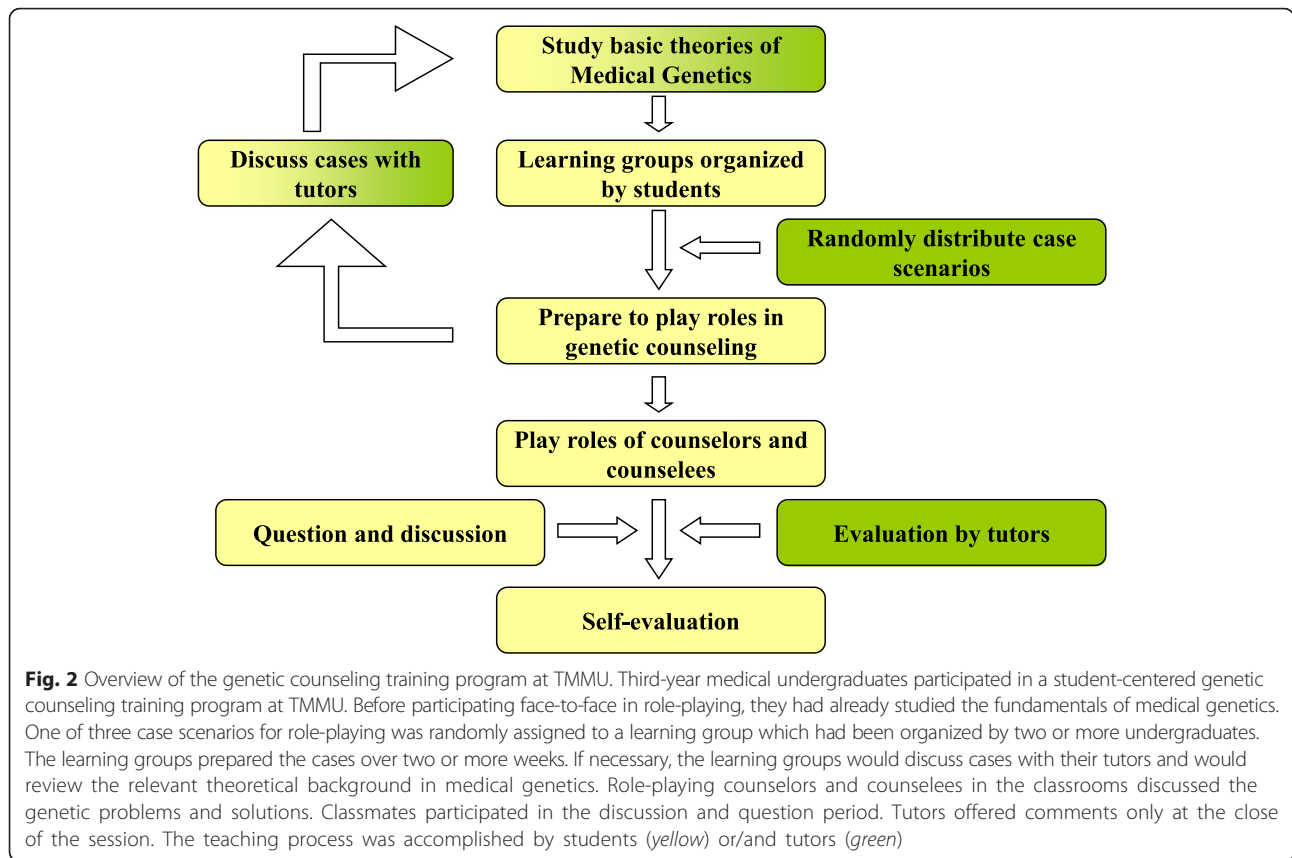 Study basic theories of
Medical Genetics
Discuss cases with
tutors
Learning groups organized
by students
Randomly distribute case
scenarios
Prepare to play roles in
genetic counseling
Play roles of counselors and
counselees
Question and discussion
Evaluation by tutors
Self-evaluation
Fig. 2 Overview of the genetic counseling training program at TMMU. Third-year medical undergraduates participated in a student-centered genetic
counseling training program at TMMU. Before participating face-to-face in role-playing, they had already studied the fundamentals of medical genetics.
One of three case scenarios for role-playing was randomly assigned to a learning group which had been organized by two or more undergraduates.
The learning groups prepared the cases over two or more weeks. If necessary, the learning groups would discuss cases with their tutors and would
review the relevant theoretical background in medical genetics. Role-playing counselors and counselees in the classrooms discussed the
genetic problems and solutions. Classmates participated in the discussion and question period. Tutors offered comments only at the close
of the session. The teaching process was accomplished by students (yellow) or/and tutors (green)